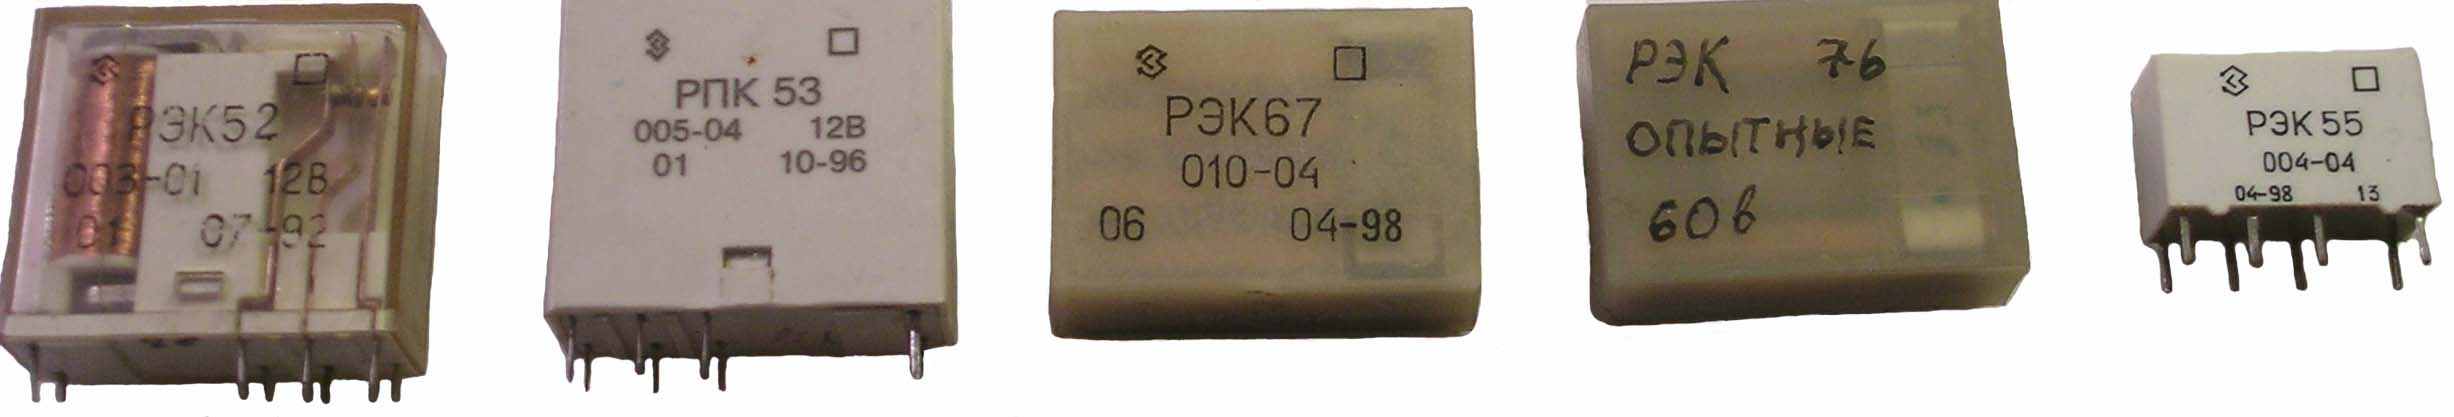 РЭК52
003-01 12В
01 07-92
РПК 53
005-04 12В
01 10-96
РЭК67
010-04
06 04-98
РЭК 76
ОПЫТНЫЕ
60в
РЭК 55
004-04
04-98 13